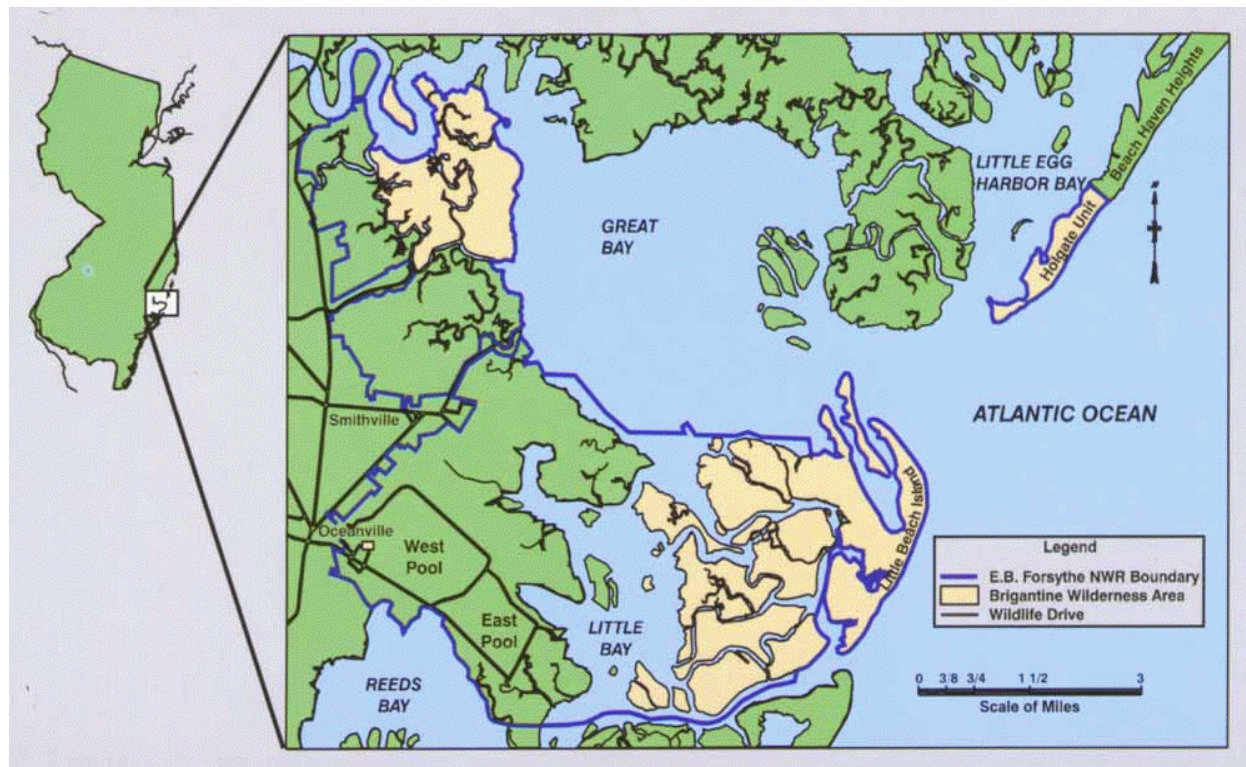 Beach Haven Heights
LITTLE EGG
HARBOR BAY
Holgate Unit
GREAT
BAY
ATLANTIC OCEAN
Smithville
Little Beach Island
Oceanville
West
Pool
East
Pool
LITTLE
BAY
REEDS
BAY
Legend
E.B. Forsythe NWR Boundary
Brigantine Wilderness Area
Wildlife Drive
0 3/8 3/4 1 1/2 3
Scale of Miles